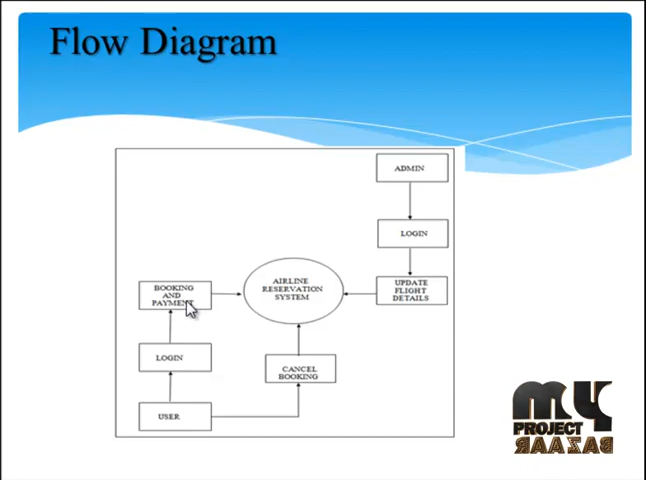 Flow Diagram
ADMIN
LOGIN
UPDATE
FLIGHT
DETAILS
AIRLINE
RESERVATION
SYSTEM
BOOKING
AND
PAYMENT
LOGIN
CANCEL
BOOKING
USER
MY
PROJECT
BAZAAR